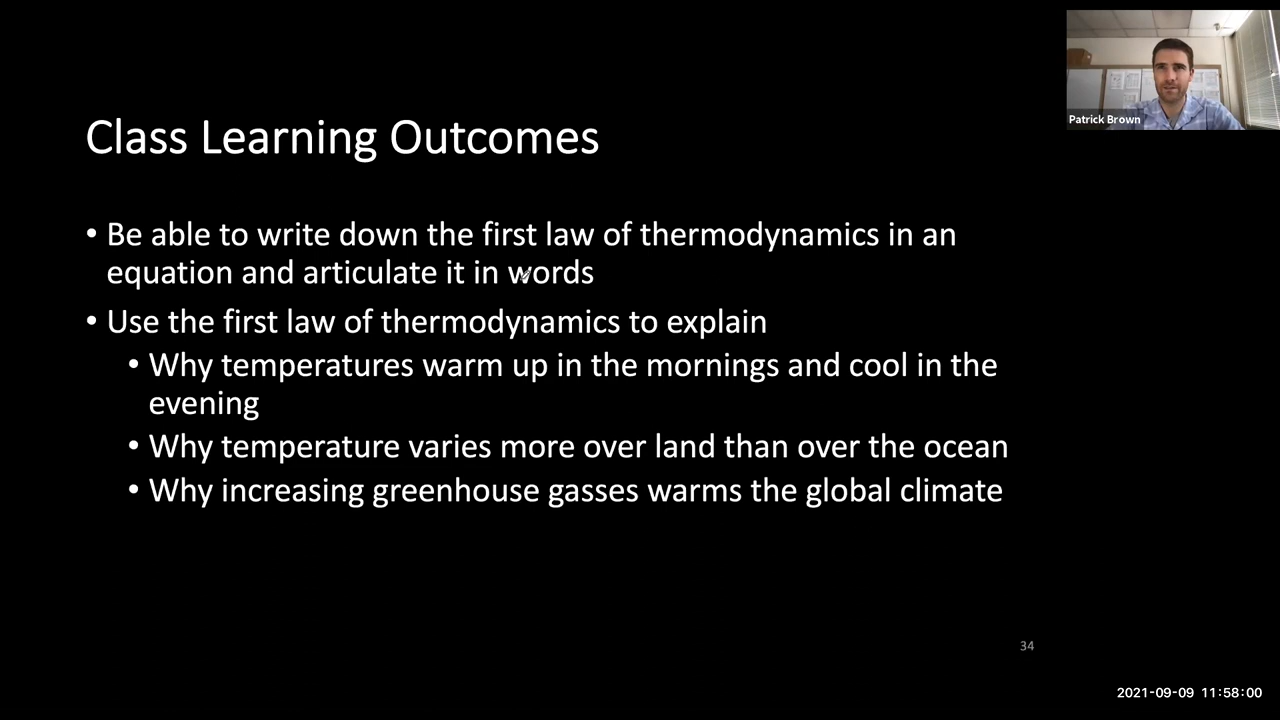 Patrick Brown
Class Learning Outcomes
• Be able to write down the first law of thermodynamics in an
equation and articulate it in words
• Use the first law of thermodynamics to explain
• Why temperatures warm up in the mornings and cool in the
evening
• Why temperature varies more over land than over the ocean
• Why increasing greenhouse gasses warms the global climate
34
2021-09-09 11:58:00